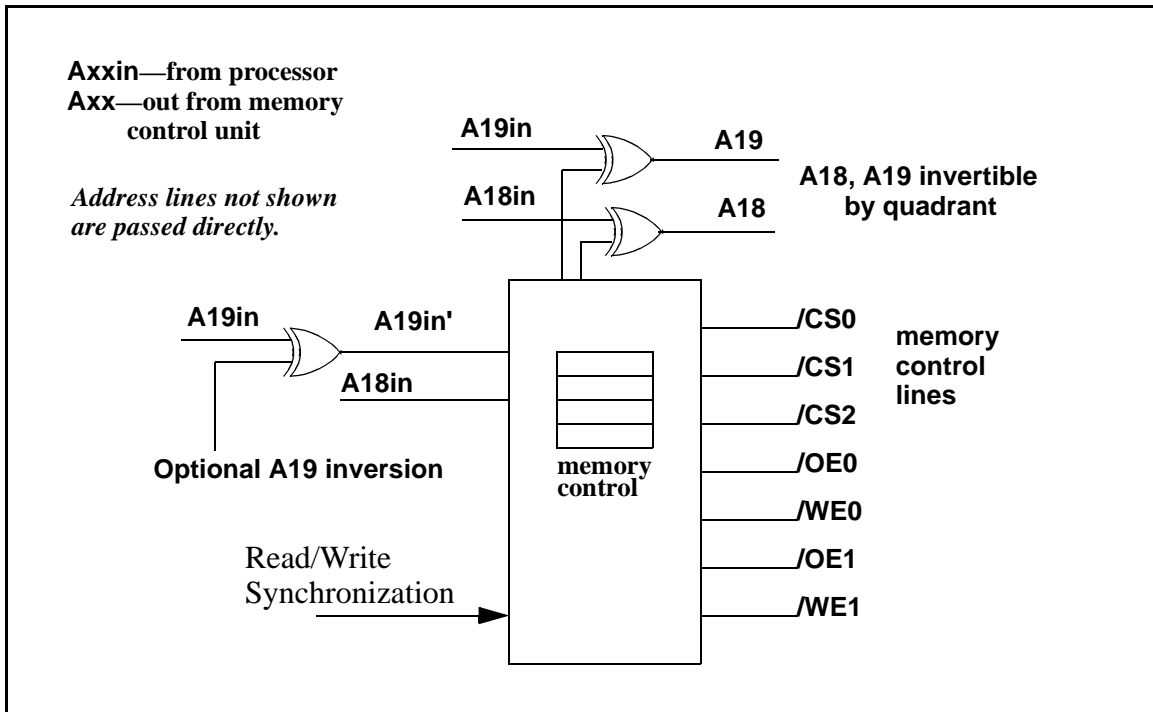 Axxin—from processor
Axx—out from memory
control unit
Address lines not shown
are passed directly.
A19in
A19
A18in
A18
A18, A19 invertible
by quadrant
A19in
A19in'
A18in
Optional A19 inversion
memory
control
Read/Write
Synchronization
/CS0
/CS1
/CS2
/OE0
/WE0
/OE1
/WE1
memory
control
lines